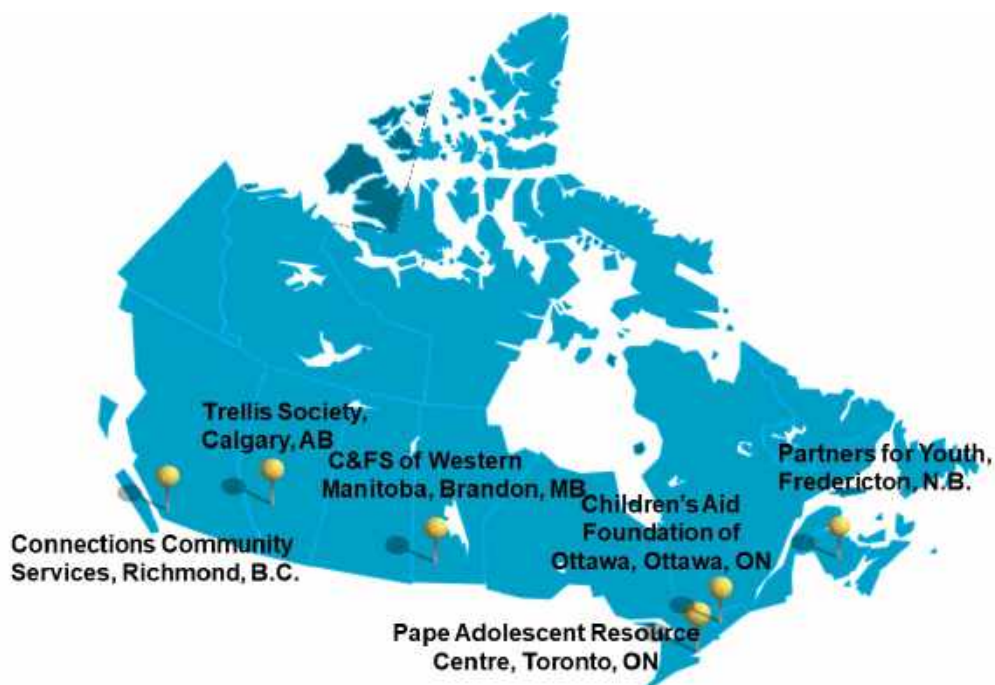 Trellis Society,
Calgary, AB
C&FS of Western
Manitoba, Brandon, MB
Partners for Youth,
Fredericton, N.B.
Children's Aid
Foundation of
Ottawa, Ottawa, ON
Connections Community
Services, Richmond, B.C.
Pape Adolescent Resource
Centre, Toronto, ON